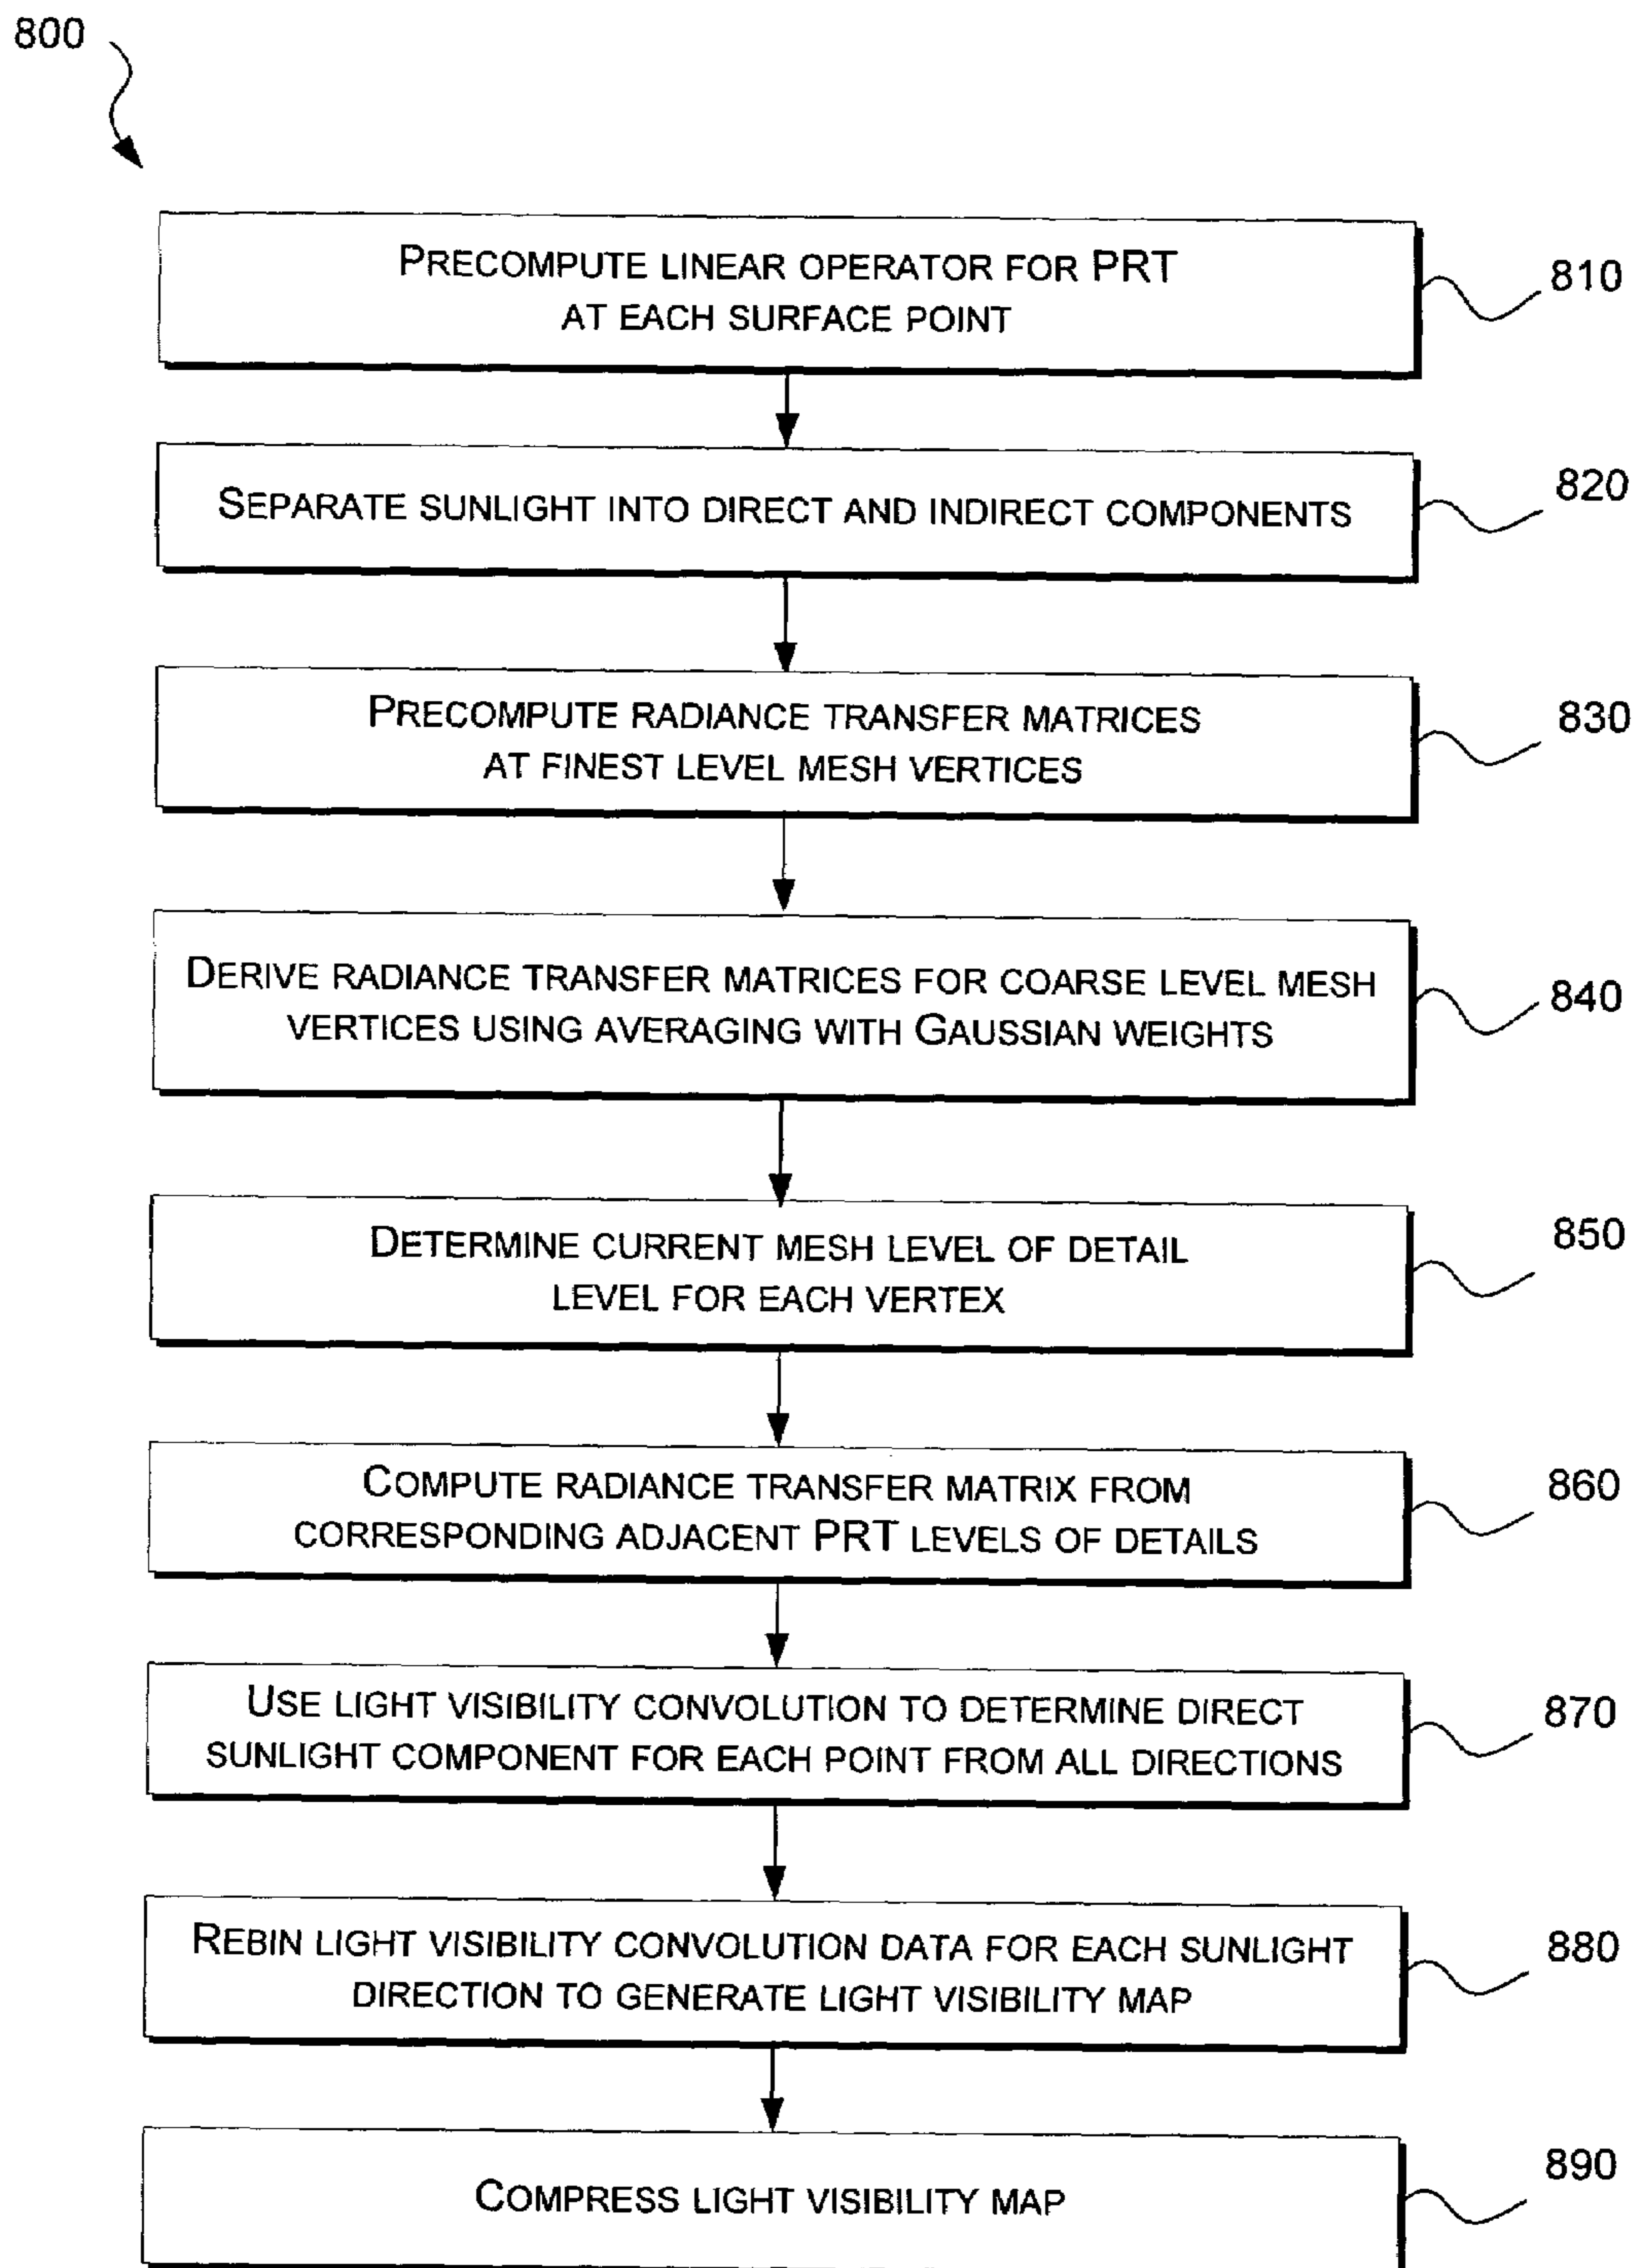 800
PRECOMPUTE LINEAR OPERATOR FOR PRT
AT EACH SURFACE POINT
810
SEPARATE SUNLIGHT INTO DIRECT AND INDIRECT COMPONENTS
820
PRECOMPUTE RADIANCE TRANSFER MATRICES
AT FINEST LEVEL MESH VERTICES
830
DERIVE RADIANCE TRANSFER MATRICES FOR COARSE LEVEL MESH
VERTICES USING AVERAGING WITH GAUSSIAN WEIGHTS
840
DETERMINE CURRENT MESH LEVEL OF DETAIL
LEVEL FOR EACH VERTEX
850
COMPUTE RADIANCE TRANSFER MATRIX FROM
CORRESPONDING ADJACENT PRT LEVELS OF DETAILS
860
USE LIGHT VISIBILITY CONVOLUTION TO DETERMINE DIRECT
SUNLIGHT COMPONENT FOR EACH POINT FROM ALL DIRECTIONS
870
REBIN LIGHT VISIBILITY CONVOLUTION DATA FOR EACH SUNLIGHT
DIRECTION TO GENERATE LIGHT VISIBILITY MAP
880
COMPRESS LIGHT VISIBILITY MAP
890